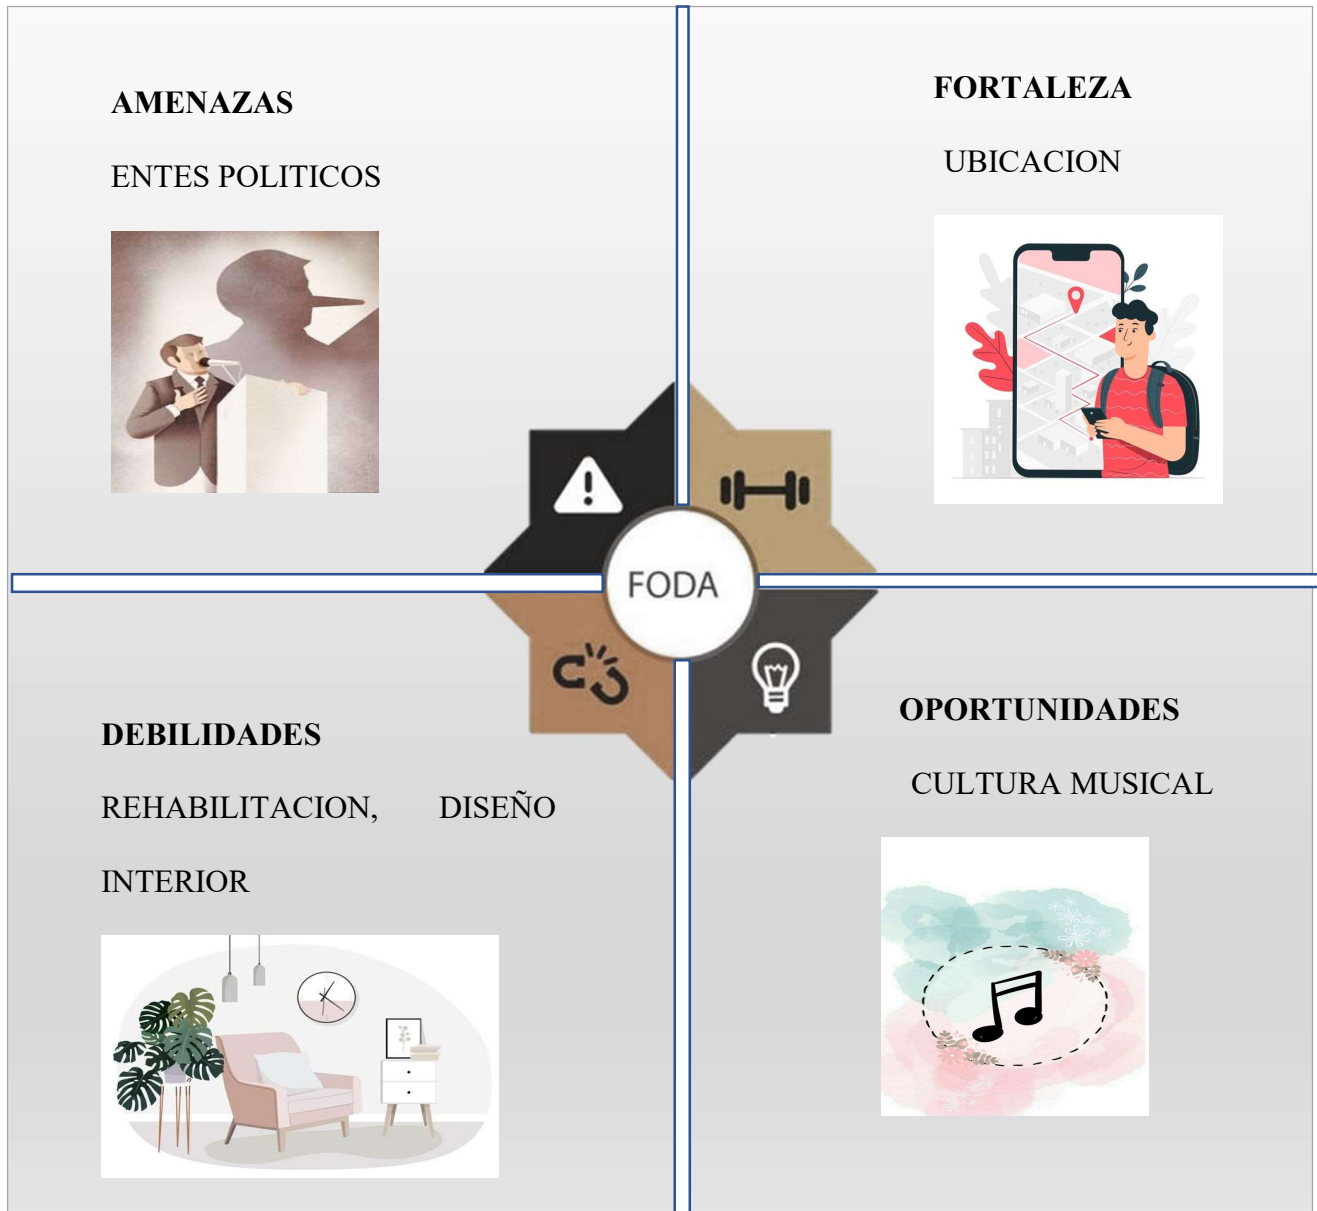 AMENAZAS
ENTES POLITICOS
FORTALEZA
UBICACION
FODA
DEBILIDADES
REHABILITACION, DISEÑO
INTERIOR
OPORTUNIDADES
CULTURA MUSICAL